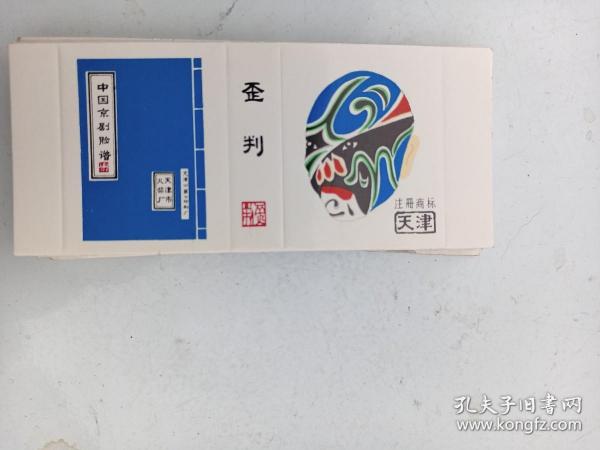 中国京剧脸谱
天津市
火柴厂
歪判
注册商标
天津
孔夫子旧书网
www.kongfz.com